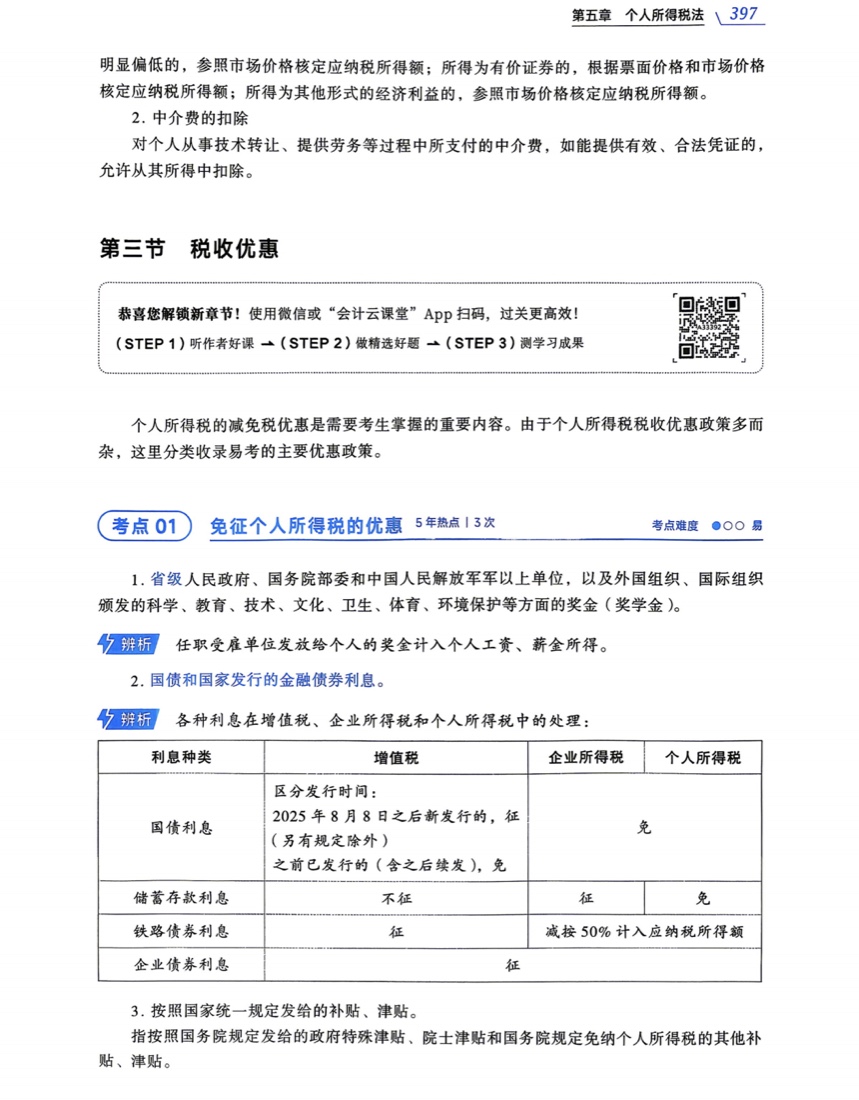 第五章 个人所得税法 397
明显偏低的，参照市场价格核定应纳税所得额；所得为有价证券的，根据票面价格和市场价格
核定应纳税所得额；所得为其他形式的经济利益的，参照市场价格核定应纳税所得额。
2. 中介费的扣除
对个人从事技术转让、提供劳务等过程中所支付的中介费，如能提供有效、合法凭证的，
允许从其所得中扣除。
第三节 税收优惠
恭喜您解锁新章节！使用微信或“会计云课堂”App 扫码，过关更高效！
（STEP 1）听作者好课 →（STEP 2）做精选好题 →（STEP 3）测学习成果
A33392
个人所得税的减免税优惠是需要考生掌握的重要内容。由于个人所得税税收优惠政策多而
杂，这里分类收录易考的主要优惠政策。
考点 01 免征个人所得税的优惠 5 年热点 | 3 次 考点难度 ●○○ 易
1. 省级人民政府、国务院部委和中国人民解放军军以上单位，以及外国组织、国际组织
颁发的科学、教育、技术、文化、卫生、体育、环境保护等方面的奖金（奖学金）。
辨析 任职受雇单位发放给个人的奖金计入个人工资、薪金所得。
2. 国债和国家发行的金融债券利息。
辨析 各种利息在增值税、企业所得税和个人所得税中的处理：
利息种类 增值税 企业所得税 个人所得税
国债利息
区分发行时间：
2025 年 8 月 8 日之后新发行的，征
（另有规定除外）
之前已发行的（含之后续发），免
免
储蓄存款利息 不征 征 免
铁路债券利息 征 减按 50% 计入应纳税所得额
企业债券利息 征
3. 按照国家统一规定发给的补贴、津贴。
指按照国务院规定发给的政府特殊津贴、院士津贴和国务院规定免纳个人所得税的其他补
贴、津贴。